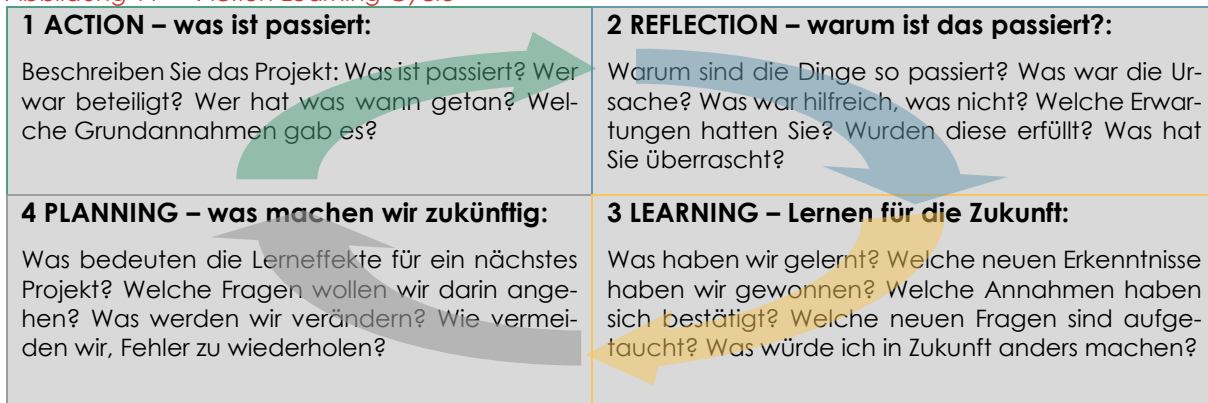 1 ACTION – was ist passiert:
Beschreiben Sie das Projekt: Was ist passiert? Wer
war beteiligt? Wer hat was wann getan? Wel-
che Grundannahmen gab es?
2 REFLECTION – warum ist das passiert?:
Warum sind die Dinge so passiert? Was war die Ur-
sache? Was war hilfreich, was nicht? Welche Erwar-
tungen hatten Sie? Wurden diese erfüllt? Was hat
Sie überrascht?
4 PLANNING – was machen wir zukünftig:
Was bedeuten die Lerneffekte für ein nächstes
Projekt? Welche Fragen wollen wir darin ange-
hen? Was werden wir verändern? Wie vermei-
den wir, Fehler zu wiederholen?
3 LEARNING – Lernen für die Zukunft:
Was haben wir gelernt? Welche neuen Erkenntnisse
haben wir gewonnen? Welche Annahmen haben
sich bestätigt? Welche neuen Fragen sind aufge-
taucht? Was würde ich in Zukunft anders machen?